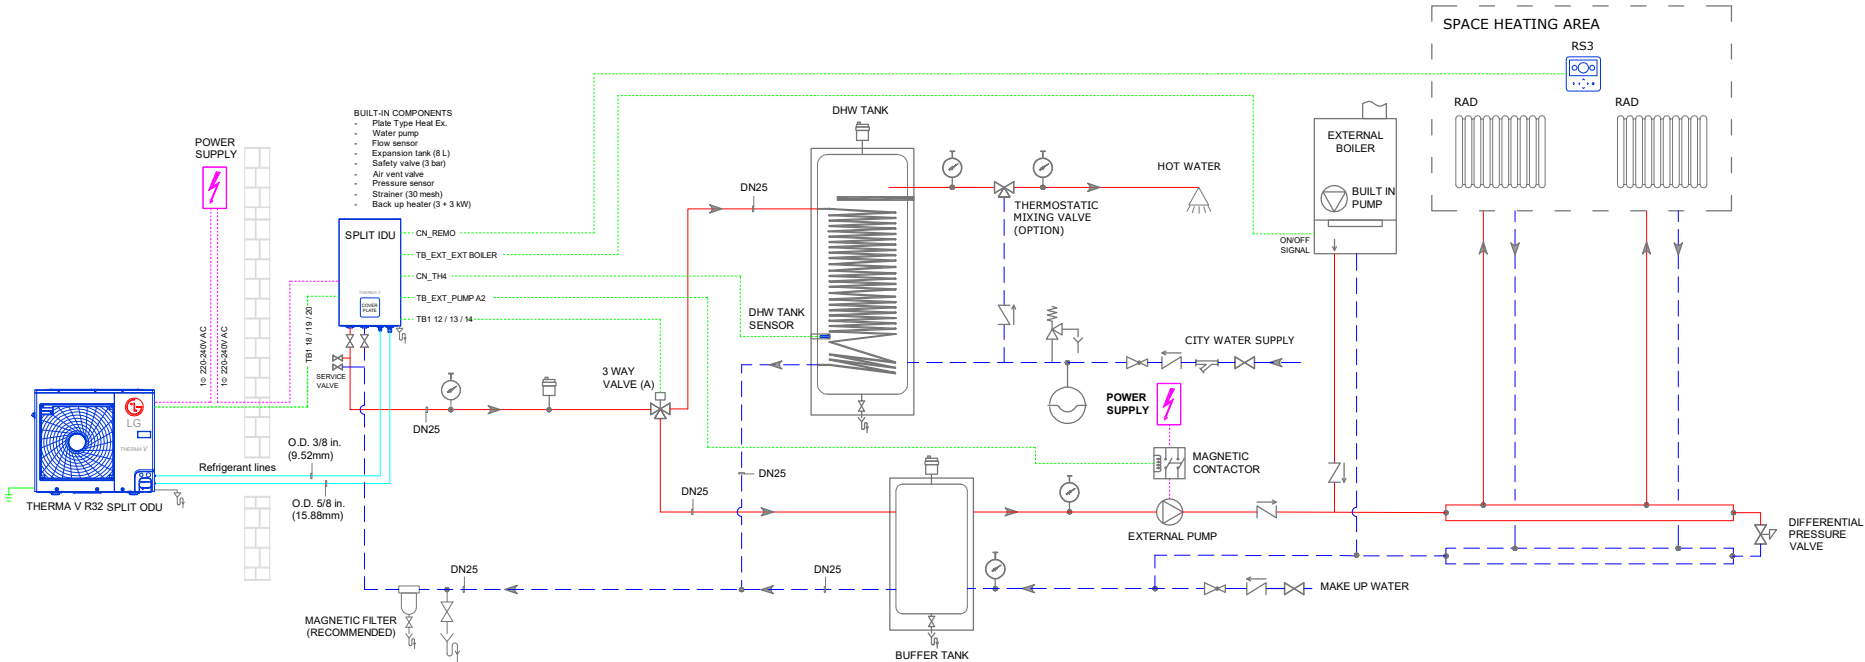 SPACE HEATING AREA
RS3
RAD
RAD
BUILT-IN COMPONENTS
- Plate Type Heat Ex.
- Water pump
- Flow sensor
- Expansion tank (8 L)
- Safety valve (3 bar)
- Air vent valve
- Pressure sensor
- Strainer (30 mesh)
- Back up heater (3 + 3 kW)
POWER
SUPPLY
DHW TANK
EXTERNAL
BOILER
BUILT IN
PUMP
ON/OFF
SIGNAL
HOT WATER
DN25
THERMOSTATIC
MIXING VALVE
(OPTION)
SPLIT IDU
THERMA V
COVER
PLATE
CN_REMO
TB_EXT_EXT BOILER
CN_TH4
TB_EXT_PUMP A2
TB1 12 / 13 / 14
DHW TANK
SENSOR
1Φ 220-240V AC
1Φ 220-240V AC
TB1 18 / 19 / 20
SERVICE
VALVE
3 WAY
VALVE (A)
CITY WATER SUPPLY
POWER
SUPPLY
LG
THERMA V
DN25
O.D. 3/8 in.
(9.52mm)
Refrigerant lines
O.D. 5/8 in.
(15.88mm)
THERMA V R32 SPLIT ODU
DN25
DN25
MAGNETIC
CONTACTOR
EXTERNAL PUMP
DIFFERENTIAL
PRESSURE
VALVE
DN25
DN25
MAKE UP WATER
MAGNETIC FILTER
(RECOMMENDED)
BUFFER TANK